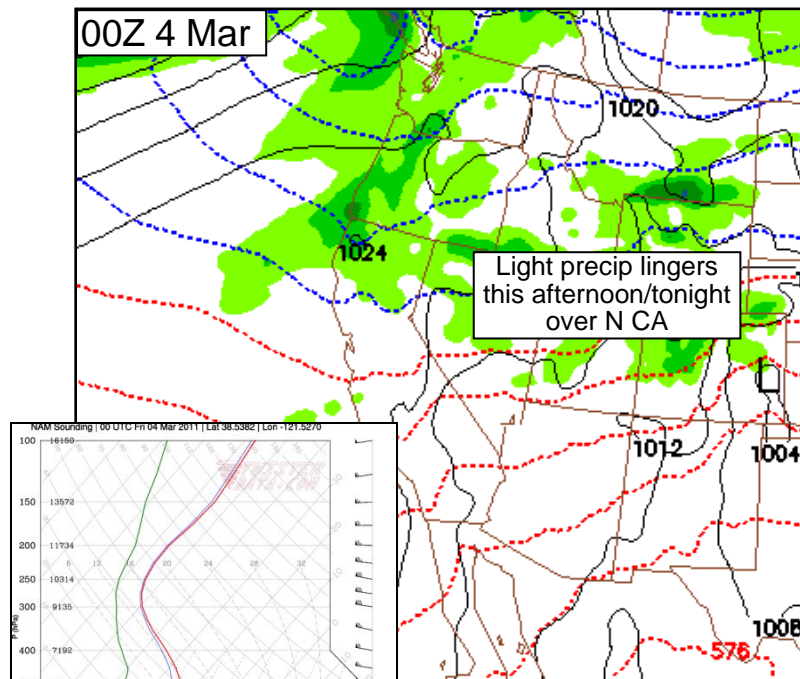 00Z 4 Mar
1020
1024
Light precip lingers
this afternoon/tonight
over N CA
L
1012
1004
1008
576
NAM Sounding | 00 UTC Fri 04 Mar 2011 | Lat 38.5382 | Lon -121.5270
100 16150
150 13572
200 11734
6 12 16 20 24 28 32
250 10314
300 9135
P (hPa)
400 7192